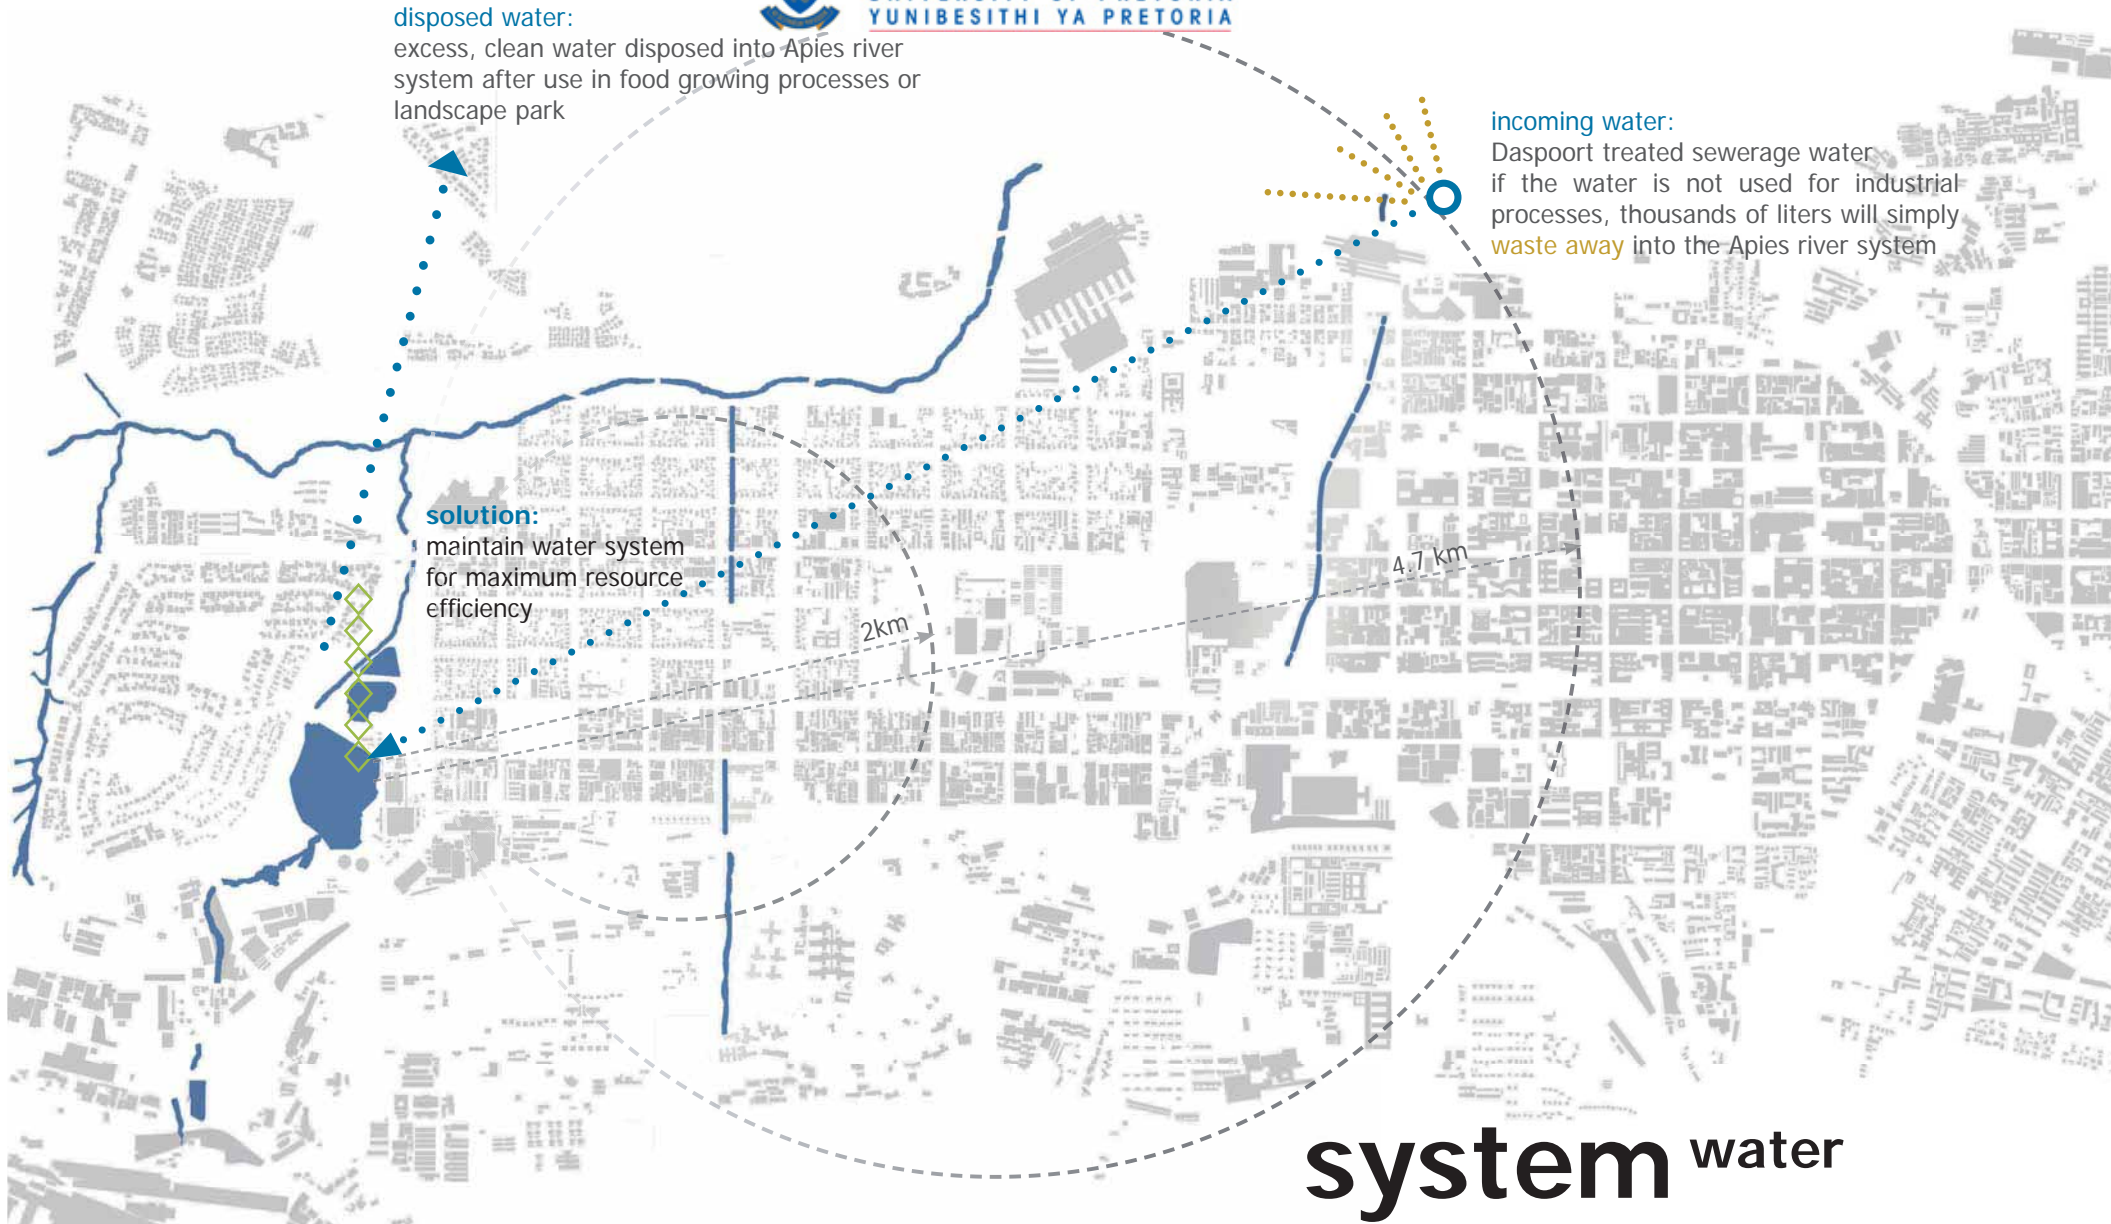 YUNIBESITHI YA PRETORIA
disposed water:
excess, clean water disposed into Apies river
system after use in food growing processes or
landscape park
incoming water:
Daspoort treated sewerage water
if the water is not used for industrial
processes, thousands of liters will simply
waste away into the Apies river system
solution:
maintain water system
for maximum resource
efficiency
4.7 km
2km
system water